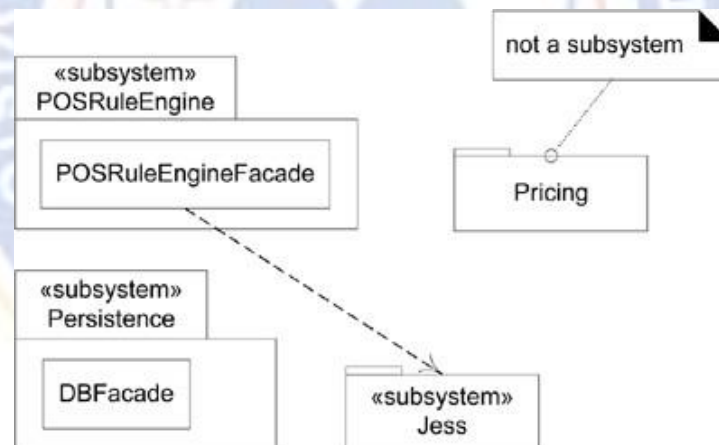 «subsystem»
POSRuleEngine
POSRuleEngineFacade
not a subsystem
Pricing
«subsystem»
Persistence
DBFacade
«subsystem»
Jess